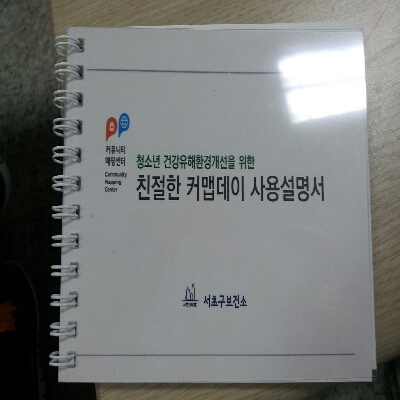 커뮤니티
매핑센터
Community
Mapping
Center
청소년 건강유해환경개선을 위한
친절한 커맵데이 사용설명서
서초구보건소